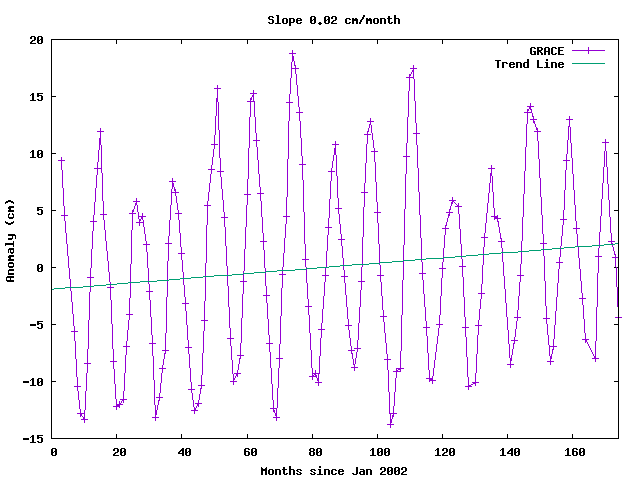 Slope 0.02 cm/month
GRACE
Trend Line
20
15
10
5
0
-5
-10
-15
Anomaly (cm)
0 20 40 60 80 100 120 140 160
Months since Jan 2002